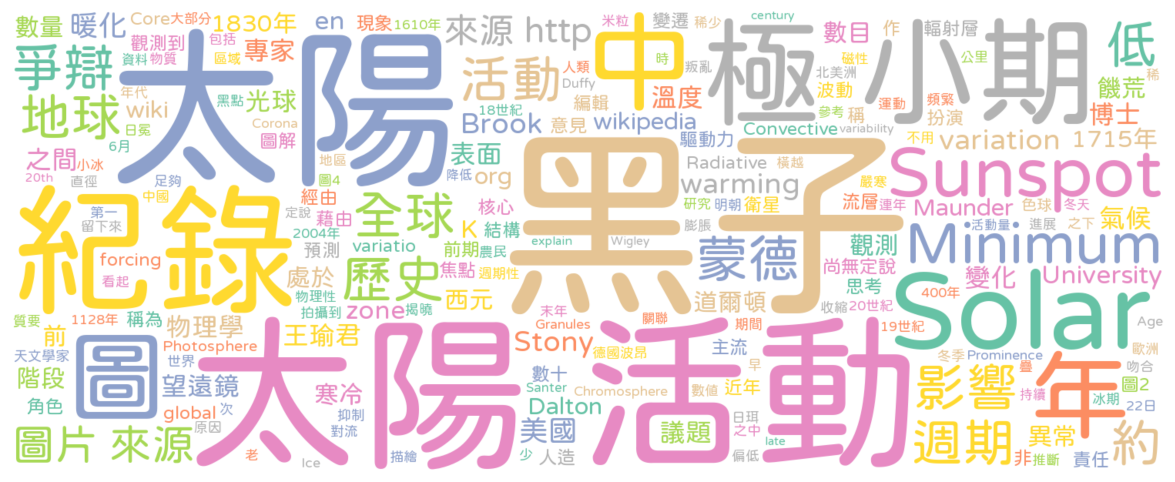 數量 暖化 Core 大部分 1830年 en 現象 1610年 來源 http 米粒 變遷 稀少 century 數目 作 輻射層 低
爭辯 觀測到 包括 專家 太陽 活動 人類 時 叛亂 中 極小期 磁性 公里 稀
資料 物質 區域 Duffy 溫度 北美洲 波動 運動 頻繁 饑荒
地球 年代 wiki 黑點 光球 18世紀 編輯 參考 稱 扮演 博士
日冕 6月 Corona 圖解 Brook 意見 wikipedia 驅動力 Convective variability 不用 variation 1715年
之間 小冰 20th 直徑 足夠 地區 圖4 表面 降低 org 黑子 Radiative 橫越 嚴寒 Sunspot
中國 經由 核心 warming 流層 連年 Maunder 色球 冬天
紀錄 第一 留下來 定說 藉由 全球 K 結構 研究 明朝 衛星 活動量 進展 之下 氣候
2004年 variatio 前期 農民 explain Wigley 膨脹 蒙德 觀測 Minimum
forcing 預測 看起 處於 歷史 焦點 週期性 尚無定說 變化 University
物理性 拍攝到 揭曉 zone 西元 道爾頓 思考 收縮 20世紀 400年 Solar
質要 1128年 稱為 物理學 王瑜君 末年 Granules 關聯 期間 19世紀 Age
前 Photosphere 太陽活動 Stony 德國波昂 主流 歐洲
天文學家 圖 世界 望遠鏡 數十 早 冬季 Prominence 疊 吻合
階段 寒冷 Santer Chromosphere 數值 近年 影響 持續 年 圖2 冰期
角色 global 次 抑制 Dalton 日珥 之中 22日
原因 對流 美國 議題 週期 異常 約
圖片 來源 老 Ice 描繪 少 人造 偏低 late 非 推斷 責任